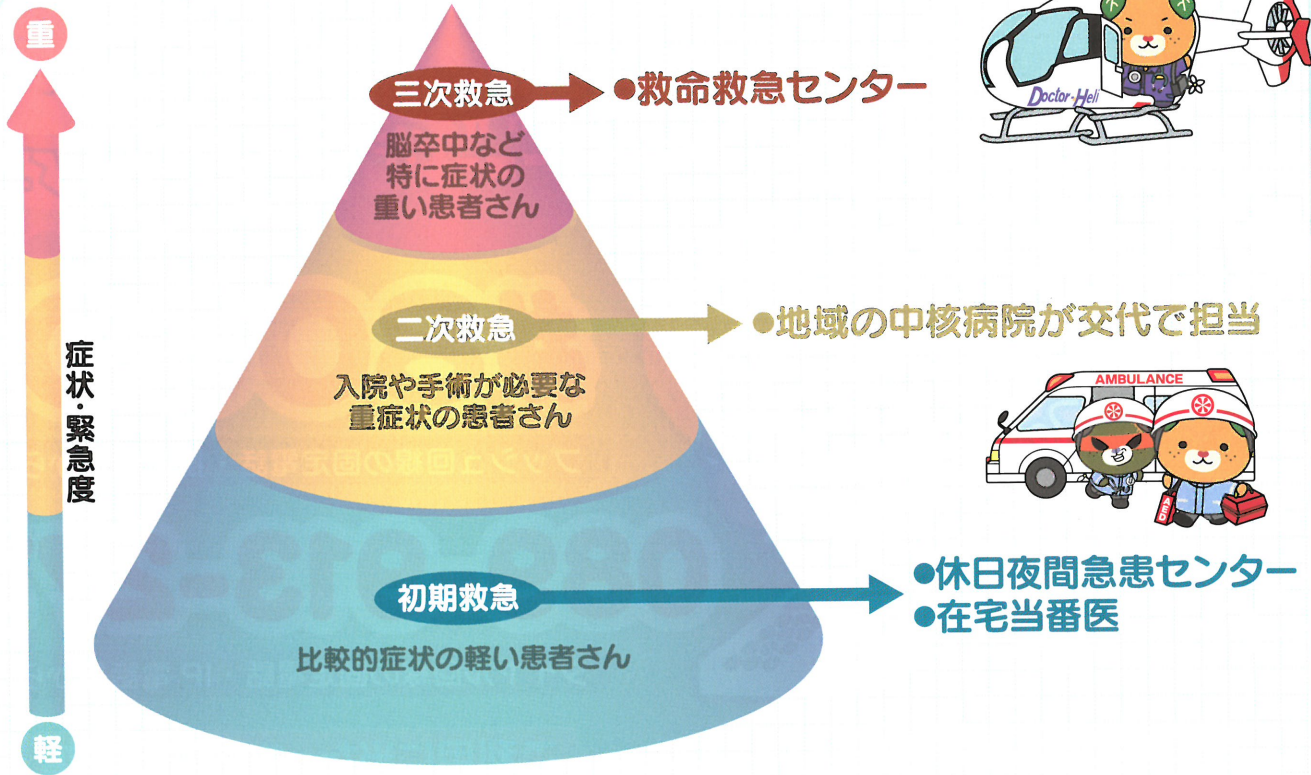 重
三次救急
●救命救急センター
Doctor-Heli
脳卒中など
特に症状の
重い患者さん
二次救急
●地域の中核病院が交代で担当
入院や手術が必要な
重症状の患者さん
症状・緊急度
AMBULANCE
AED
初期救急
●休日夜間急患センター
●在宅当番医
比較的症状の軽い患者さん
軽